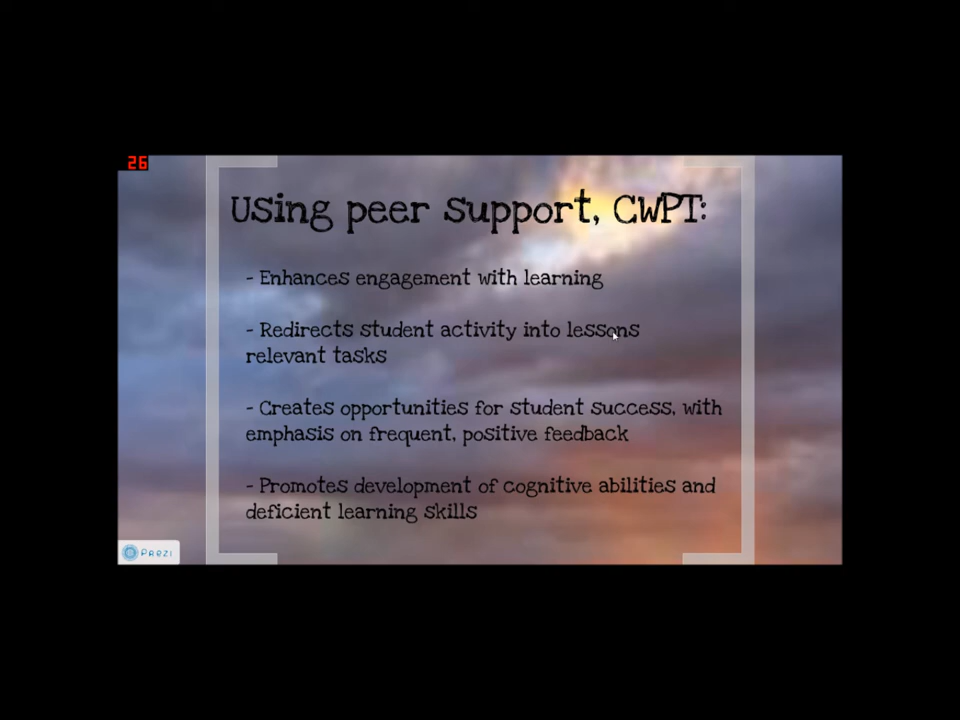 26
Using peer support, CWPT:
- Enhances engagement with learning
- Redirects student activity into lessons
relevant tasks
- Creates opportunities for student success, with
emphasis on frequent, positive feedback
- Promotes development of cognitive abilities and
deficient learning skills
Prezi